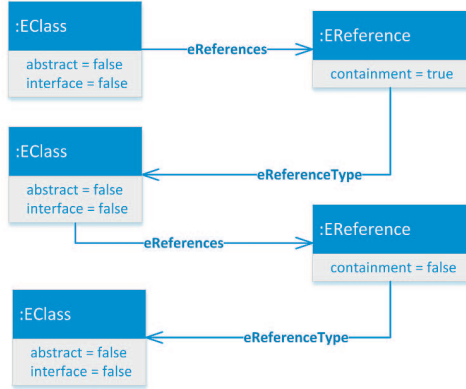 :EClass
abstract = false
interface = false
eReferences
:EReference
containment = true
eReferenceType
:EClass
abstract = false
interface = false
eReferences
:EReference
containment = false
eReferenceType
:EClass
abstract = false
interface = false